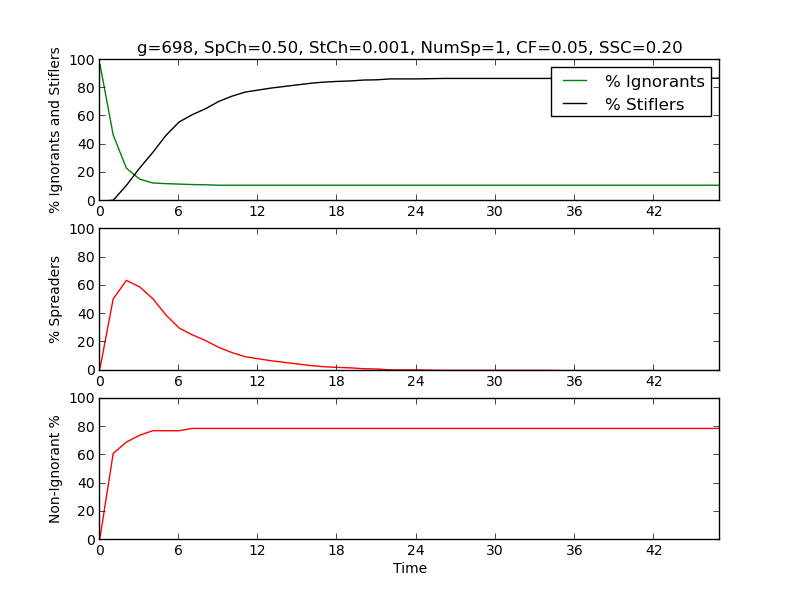 g=698, SpCh=0.50, StCh=0.001, NumSp=1, CF=0.05, SSC=0.20
% Ignorants and Stiflers
100
80
60
40
20
0
% Ignorants
% Stiflers
0 6 12 18 24 30 36 42
% Spreaders
100
80
60
40
20
0
0 6 12 18 24 30 36 42
Non-Ignorant %
100
80
60
40
20
0
0 6 12 18 24 30 36 42
Time